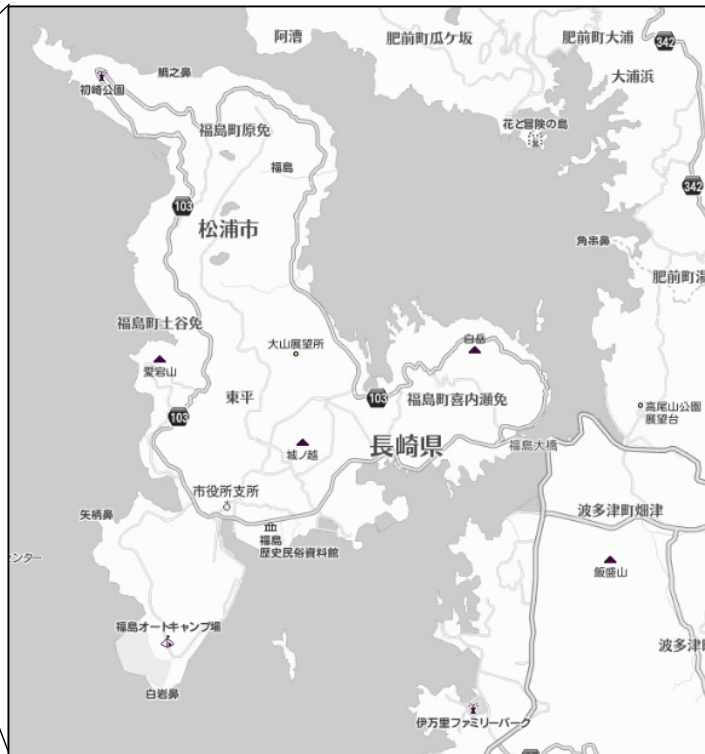 阿漕
肥前町瓜ケ坂
肥前町大浦
342
大浦浜
鯛之鼻
初崎公園
花と冒険の島
福島町原免
福島
342
103
松浦市
角串鼻
肥前町湯
福島町土谷免
大山展望所
白岳
愛宕山
東平
103
福島町喜内瀬免
高尾山公園
展望台
103
城ノ越
長崎県
福島大橋
市役所支所
矢柄鼻
波多津町畑津
福島
歴史民俗資料館
センター
飯盛山
福島オートキャンプ場
波多津町
白岩鼻
伊万里ファミリーパーク